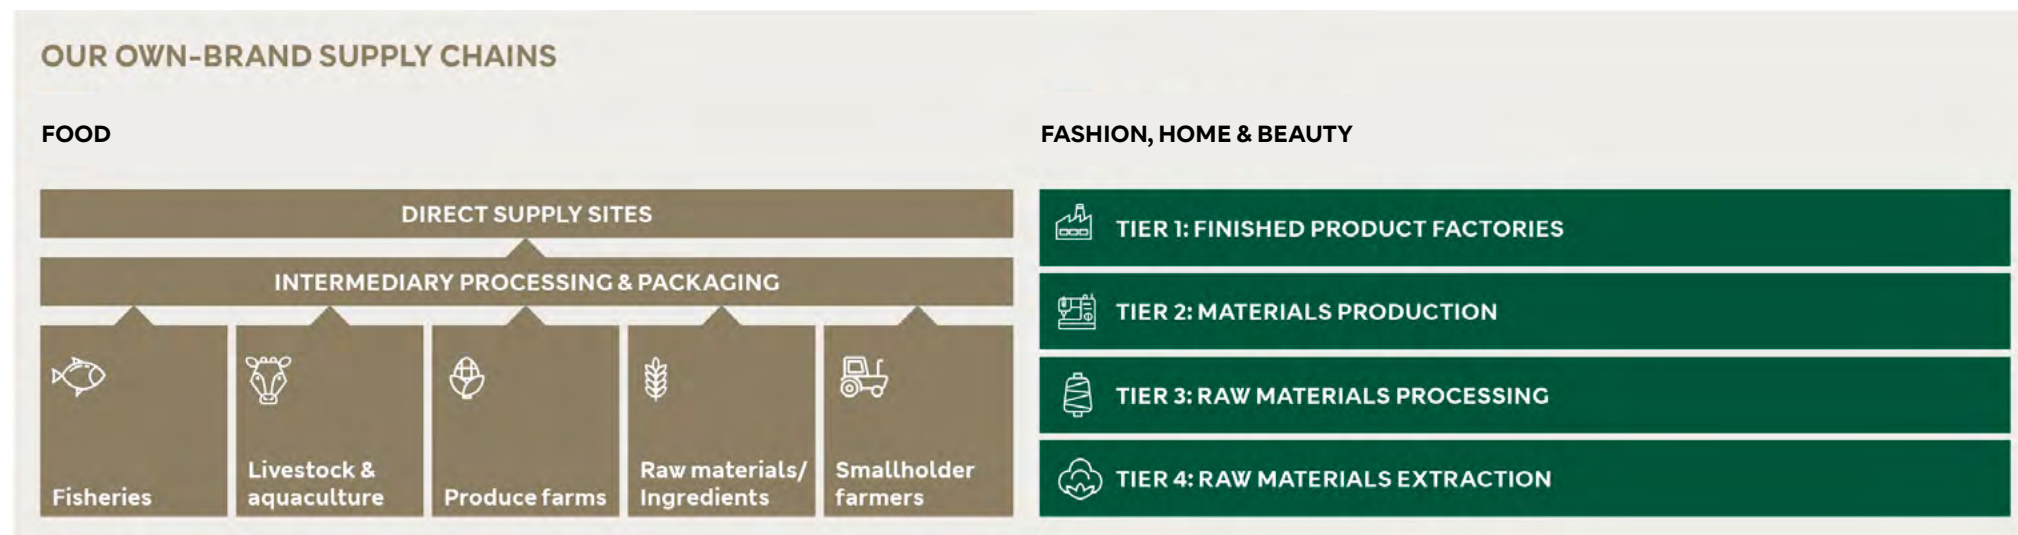 OUR OWN-BRAND SUPPLY CHAINS
FOOD
DIRECT SUPPLY SITES
INTERMEDIARY PROCESSING & PACKAGING
Fisheries
Livestock &
aquaculture
Produce farms
Raw materials/
Ingredients
Smallholder
farmers
FASHION, HOME & BEAUTY
TIER 1: FINISHED PRODUCT FACTORIES
TIER 2: MATERIALS PRODUCTION
TIER 3: RAW MATERIALS PROCESSING
TIER 4: RAW MATERIALS EXTRACTION